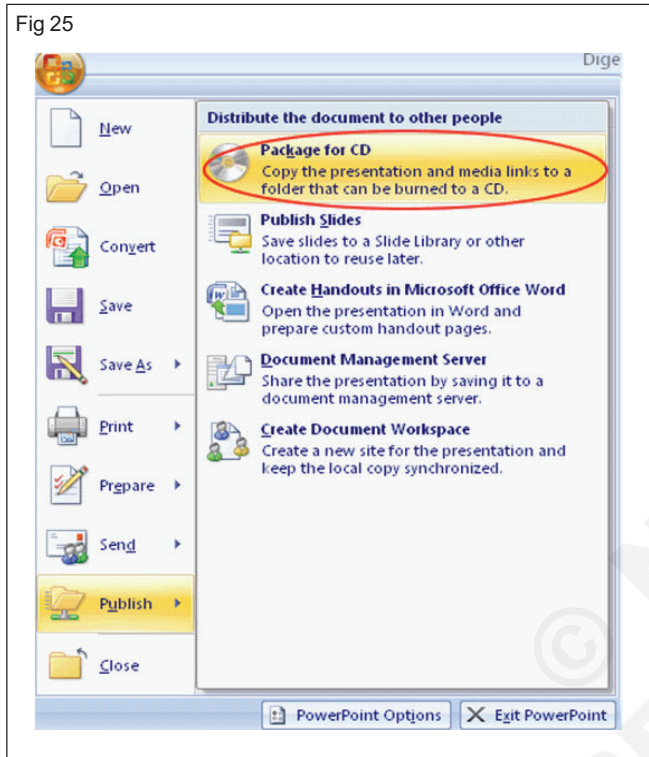 Fig 25
Dige
New
Open
Convert
Save
Save As
Print
Prepare
Send
Publish
Close
Distribute the document to other people
Package for CD
Copy the presentation and media links to a
folder that can be burned to a CD.
Publish Slides
Save slides to a Slide Library or other
location to reuse later.
Create Handouts in Microsoft Office Word
Open the presentation in Word and
prepare custom handout pages.
Document Management Server
Share the presentation by saving it to a
document management server.
Create Document Workspace
Create a new site for the presentation and
keep the local copy synchronized.
PowerPoint Options
Exit PowerPoint
©